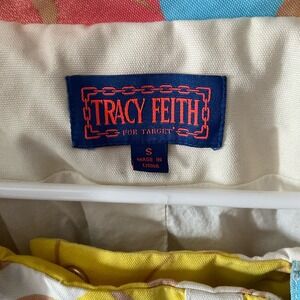 TRACY FEITH
FOR TARGET
S
MADE IN
CHINA